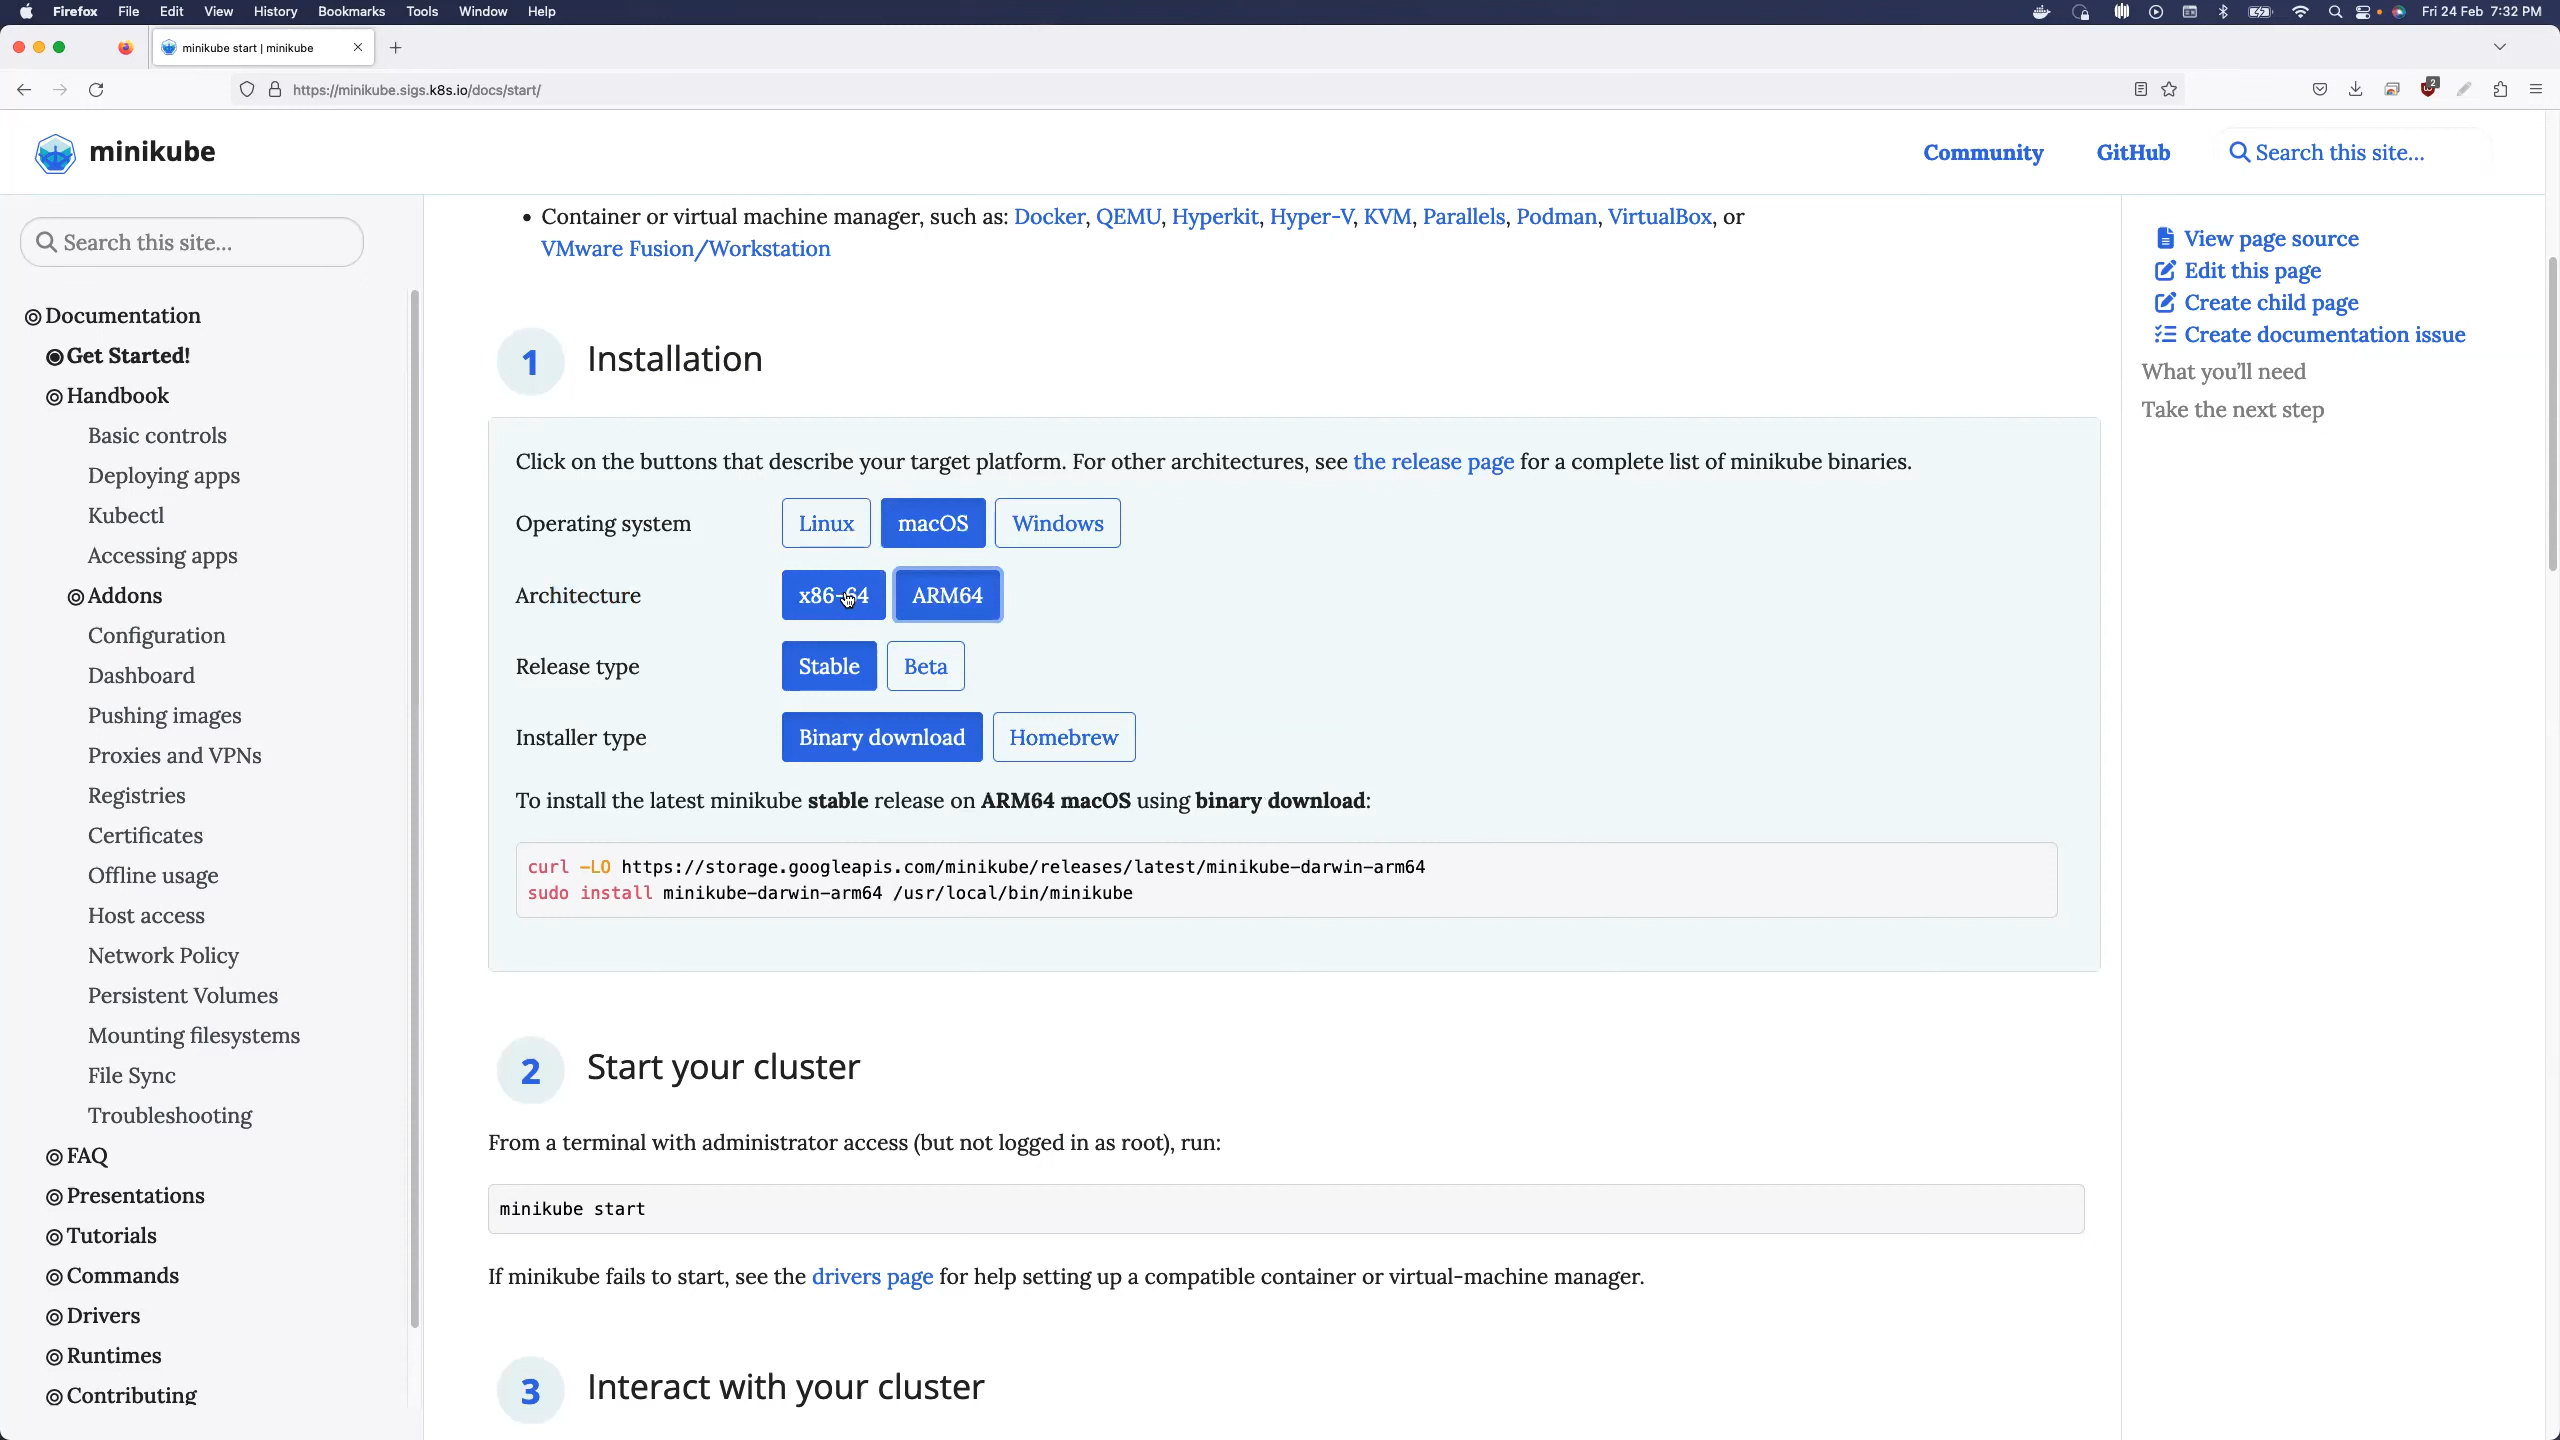 Firefox File Edit View History Bookmarks Tools Window Help
Fri 24 Feb 7:32 PM
minikube start | minikube
https://minikube.sigs.k8s.io/docs/start/
2
minikube
Community GitHub Search this site...
Search this site...
Documentation
Get Started!
Handbook
Basic controls
Deploying apps
Kubectl
Accessing apps
Addons
Configuration
Dashboard
Pushing images
Proxies and VPNs
Registries
Certificates
Offline usage
Host access
Network Policy
Persistent Volumes
Mounting filesystems
File Sync
Troubleshooting
FAQ
Presentations
Tutorials
Commands
Drivers
Runtimes
Contributing
Container or virtual machine manager, such as: Docker, QEMU, Hyperkit, Hyper-V, KVM, Parallels, Podman, VirtualBox, or
VMware Fusion/Workstation
1 Installation
Click on the buttons that describe your target platform. For other architectures, see the release page for a complete list of minikube binaries.
Operating system Linux macOS Windows
Architecture x86-64 ARM64
Release type Stable Beta
Installer type Binary download Homebrew
To install the latest minikube stable release on ARM64 macOS using binary download:
curl -LO https://storage.googleapis.com/minikube/releases/latest/minikube-darwin-arm64
sudo install minikube-darwin-arm64 /usr/local/bin/minikube
2 Start your cluster
From a terminal with administrator access (but not logged in as root), run:
minikube start
If minikube fails to start, see the drivers page for help setting up a compatible container or virtual-machine manager.
3 Interact with your cluster
View page source
Edit this page
Create child page
Create documentation issue
What you’ll need
Take the next step